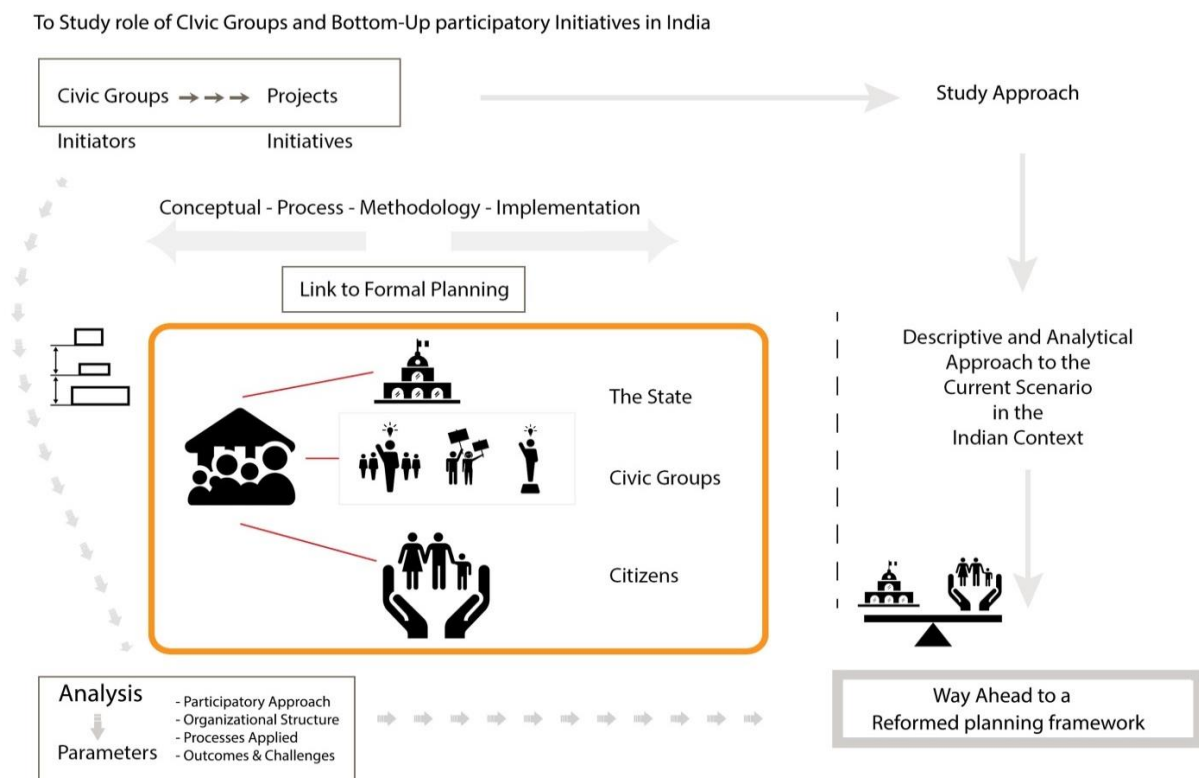 To Study role of CIvic Groups and Bottom-Up participatory Initiatives in India
Civic Groups Projects
Initiators Initiatives
Study Approach
Conceptual - Process - Methodology - Implementation
Link to Formal Planning
The State
Civic Groups
Citizens
Descriptive and Analytical
Approach to the
Current Scenario
in the
Indian Context
Analysis
Parameters
- Participatory Approach
- Organizational Structure
- Processes Applied
- Outcomes & Challenges
Way Ahead to a
Reformed planning framework